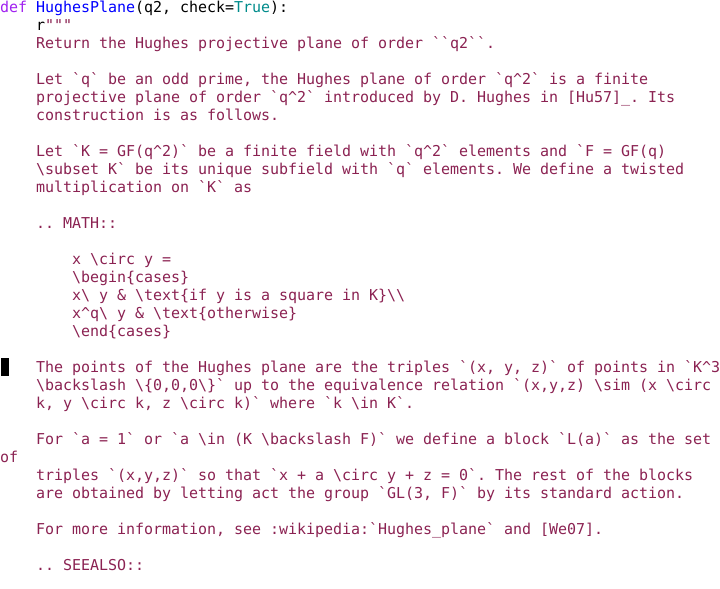 def HughesPlane(q2, check=True):
r"""
Return the Hughes projective plane of order ``q2``.
Let `q` be an odd prime, the Hughes plane of order `q^2` is a finite
projective plane of order `q^2` introduced by D. Hughes in [Hu57]_. Its
construction is as follows.
Let `K = GF(q^2)` be a finite field with `q^2` elements and `F = GF(q)
\subset K` be its unique subfield with `q` elements. We define a twisted
multiplication on `K` as
.. MATH::
x \circ y =
\begin{cases}
x\ y & \text{if y is a square in K}\\
x^q\ y & \text{otherwise}
\end{cases}
The points of the Hughes plane are the triples `(x, y, z)` of points in `K^3
\backslash \{0,0,0\}` up to the equivalence relation `(x,y,z) \sim (x \circ
k, y \circ k, z \circ k)` where `k \in K`.
For `a = 1` or `a \in (K \backslash F)` we define a block `L(a)` as the set
of
triples `(x,y,z)` so that `x + a \circ y + z = 0`. The rest of the blocks
are obtained by letting act the group `GL(3, F)` by its standard action.
For more information, see :wikipedia:`Hughes_plane` and [We07].
.. SEEALSO::